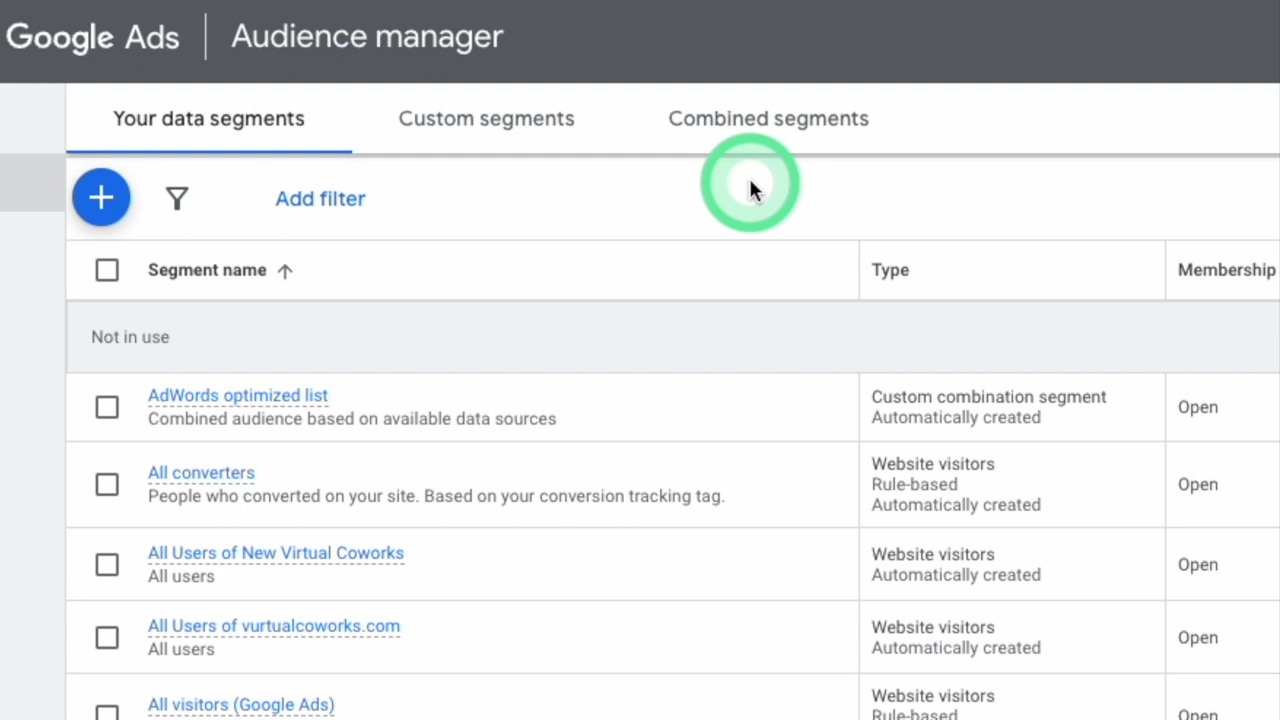 Google Ads Audience manager
Your data segments Custom segments Combined segments
Add filter
Segment name Type Membership
Not in use
AdWords optimized list
Combined audience based on available data sources
Custom combination segment
Automatically created
Open
All converters
People who converted on your site. Based on your conversion tracking tag.
Website visitors
Rule-based
Automatically created
Open
All Users of New Virtual Coworks
All users
Website visitors
Automatically created
Open
All Users of vurtualcoworks.com
All users
Website visitors
Automatically created
Open
All visitors (Google Ads)
Website visitors
Rule-based
Open